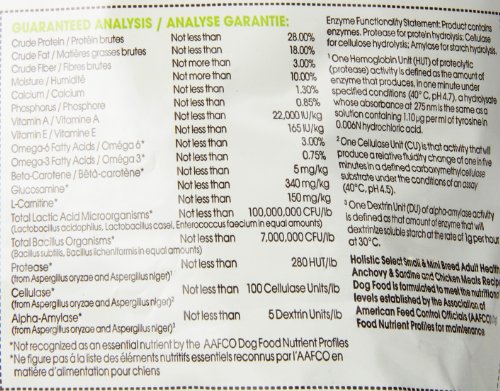 GUARANTEED ANALYSIS / ANALYSE GARANTIE:
Crude Protein / Protéin brutes Not less than 28.00%
Crude Fat / Matières grasses brutes Not less than 18.00%
Crude Fiber / Fibres brutes Not more than 3.00%
Moisture / Humidité Not more than 10.00%
Calcium / Calcium Not less than 1.30%
Phosphorus / Phosphore Not less than 0.85%
Vitamin A / Vitamine A Not less than 22,000 IU/kg
Vitamin E / Vitamin E Not less than 165 IU/kg
Omega-6 Fatty Acids / Oméga 6* Not less than 3.00%
Omega-3 Fatty Acids / Oméga 3* Not less than 0.75%
Beta-Carotene / Bêtá-carotène* Not less than 5 mg/kg
Glucosamine* Not less than 340 mg/kg
L-Carnitine* Not less than 150 mg/kg
Total Lactic Acid Microorganisms* Not less than 100,000,000 CFU/lb
(Lactobacillus acidophilus, Lactobacillus casei, Enterococcus faecium in equal amounts)
Total Bacillus Organisms* Not less than 7,000,000 CFU/lb
(Bacillus subtilis, Bacillus licheniformis in equal amounts)
Protease* Not less than 280 HUT/lb
(from Aspergillus oryzae and Aspergillus niger)1
Cellulase* Not less than 100 Cellulase Units/lb
(from Aspergillus oryzae and Aspergillus niger)2
Alpha-Amylase* Not less than 5 Dextrin Units/lb
(from Aspergillus oryzae and Aspergillus niger)3
*Not recognized as an essential nutrient by the AAFCO Dog Food Nutrient Profiles
*Ne figure pas à la liste des éléments nutritifs essentiels reconnus par l'AAFCO en
matière d'alimentation pour chiens
Enzyme Functionality Statement: Product contains
enzymes. Protease for protein hydrolysis; Cellulase
for cellulose hydrolysis; Amylase for starch hydrolysis.
1 One Hemoglobin Unit (HUT) of proteolytic
(protease) activity is defined as the amount of
enzyme that produces, in one minute under
specified conditions (40°C, pH 4.7), a hydrolysate
whose absorbance at 275 nm is the same as a
solution containing 1.10 µg per ml of tyrosine in
0.006N hydrochloric acid.
2 One Cellulase Unit (CU) is that activity that will
produce a relative fluidity change of one in five
minutes in a defined carboxymethylcellulose
substrate under the conditions of an assay
(40°C, pH 4.5).
3 One Dextrin Unit (DU) of alpha-amylase activity
is defined as that amount of enzyme that will
dextrinize soluble starch at the rate of 1g per hour
at 30°C.
Holistic Select Small & Mini Breed Adult Health
Anchovy & Sardine and Chicken Meals Recipe
Dog Food is formulated to meet the nutritional
levels established by the Association of
American Feed Control Officials (AAFCO)
Food Nutrient Profiles for maintenance